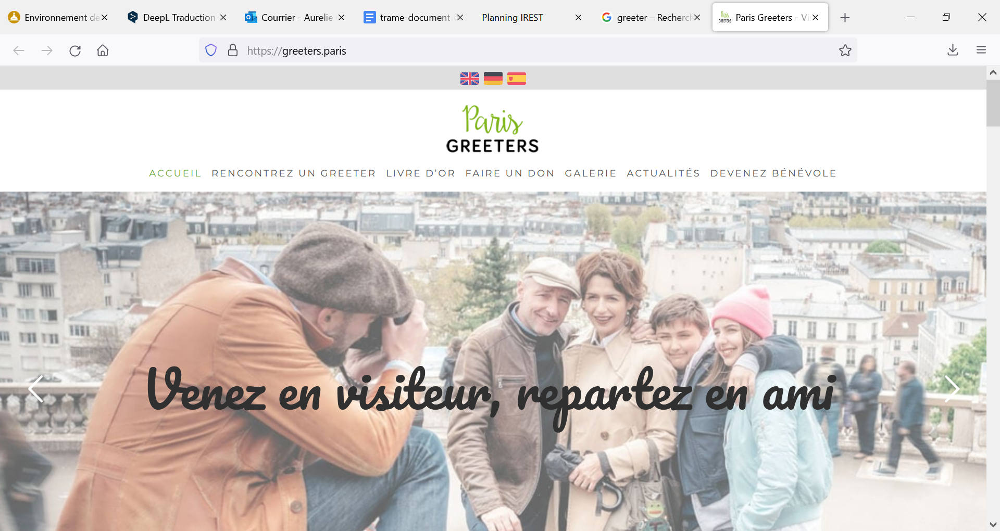 Environnement de
DeepL Traduction
Courrier - Aurelie
trame-document-
Planning IREST
greeter – Recherc
Paris Greeters - Vi
https://greeters.paris
Paris
GREETERS
ACCUEIL RENCONTREZ UN GREETER LIVRE D'OR FAIRE UN DON GALERIE ACTUALITÉS DEVENEZ BÉNÉVOLE
Venez en visiteur, repartez en ami